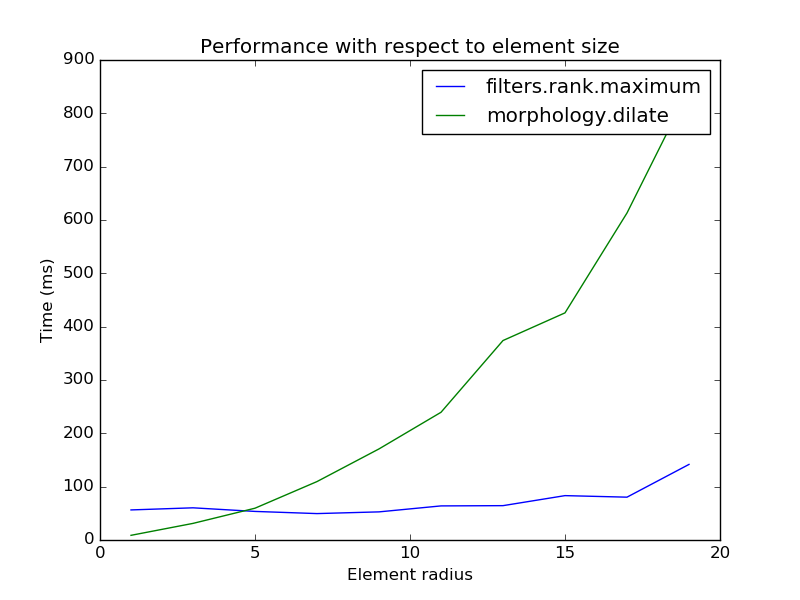 Performance with respect to element size
900
800
700
600
500
400
300
200
100
0
Time (ms)
filters.rank.maximum
morphology.dilate
0 5 10 15 20
Element radius